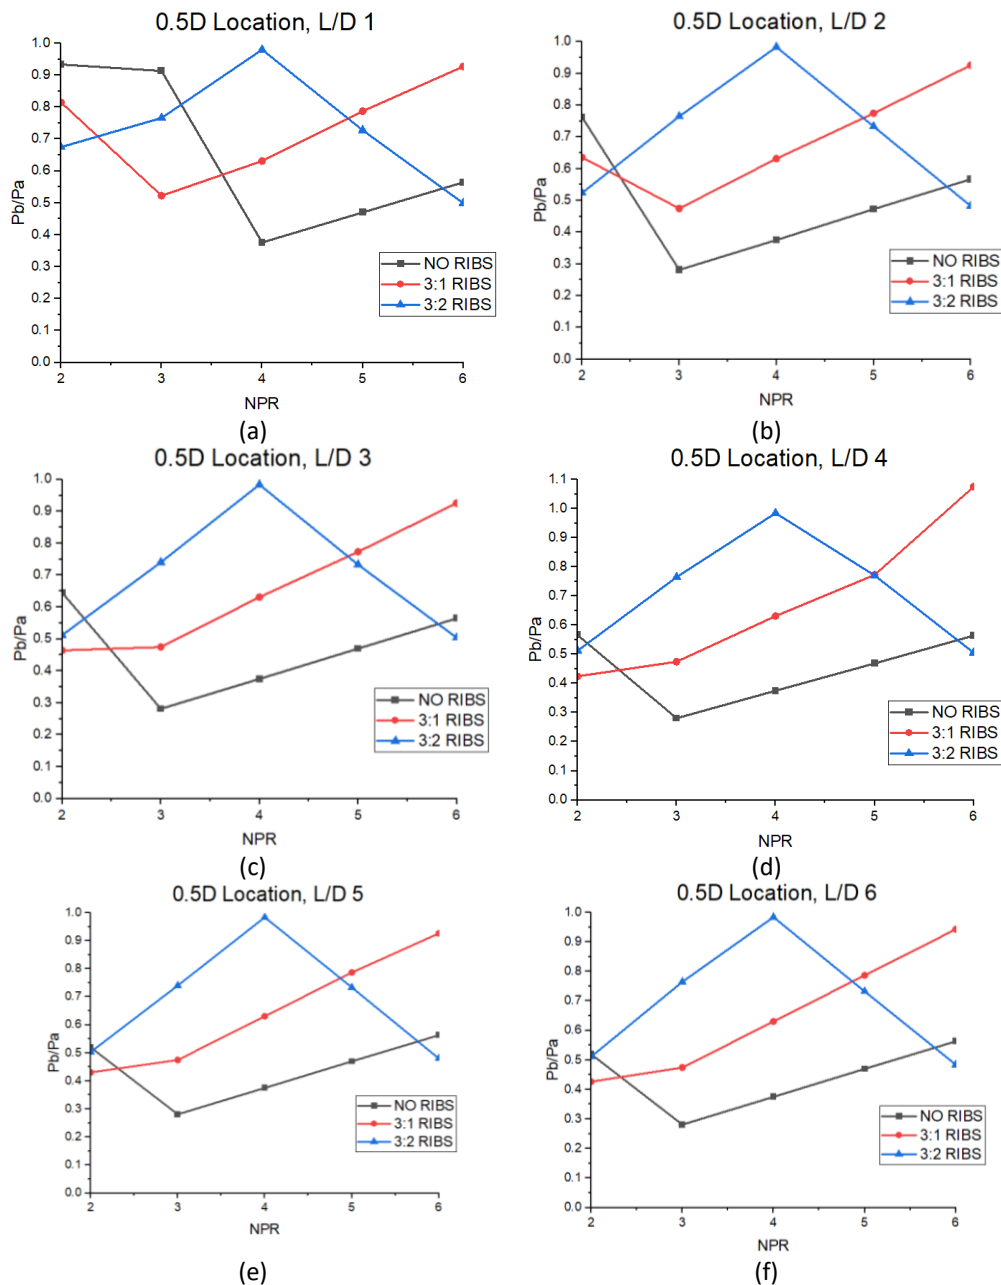 0.5D Location, L/D 1
1.0
0.9
0.8
0.7
0.6
0.5
0.4
0.3
0.2
0.1
0.0
Pb/Pa
NO RIBS
3:1 RIBS
3:2 RIBS
2 3 4 5 6
NPR
(a)
0.5D Location, L/D 2
1.0
0.9
0.8
0.7
0.6
0.5
0.4
0.3
0.2
0.1
0.0
Pb/Pa
NO RIBS
3:1 RIBS
3:2 RIBS
2 3 4 5 6
NPR
(b)
0.5D Location, L/D 3
1.0
0.9
0.8
0.7
0.6
0.5
0.4
0.3
0.2
0.1
0.0
Pb/Pa
NO RIBS
3:1 RIBS
3:2 RIBS
2 3 4 5 6
NPR
(c)
0.5D Location, L/D 4
1.1
1.0
0.9
0.8
0.7
0.6
0.5
0.4
0.3
0.2
0.1
0.0
Pb/Pa
NO RIBS
3:1 RIBS
3:2 RIBS
2 3 4 5 6
NPR
(d)
0.5D Location, L/D 5
1.0
0.9
0.8
0.7
0.6
0.5
0.4
0.3
0.2
0.1
0.0
Pb/Pa
NO RIBS
3:1 RIBS
3:2 RIBS
2 3 4 5 6
NPR
(e)
0.5D Location, L/D 6
1.0
0.9
0.8
0.7
0.6
0.5
0.4
0.3
0.2
0.1
0.0
Pb/Pa
NO RIBS
3:1 RIBS
3:2 RIBS
2 3 4 5 6
NPR
(f)